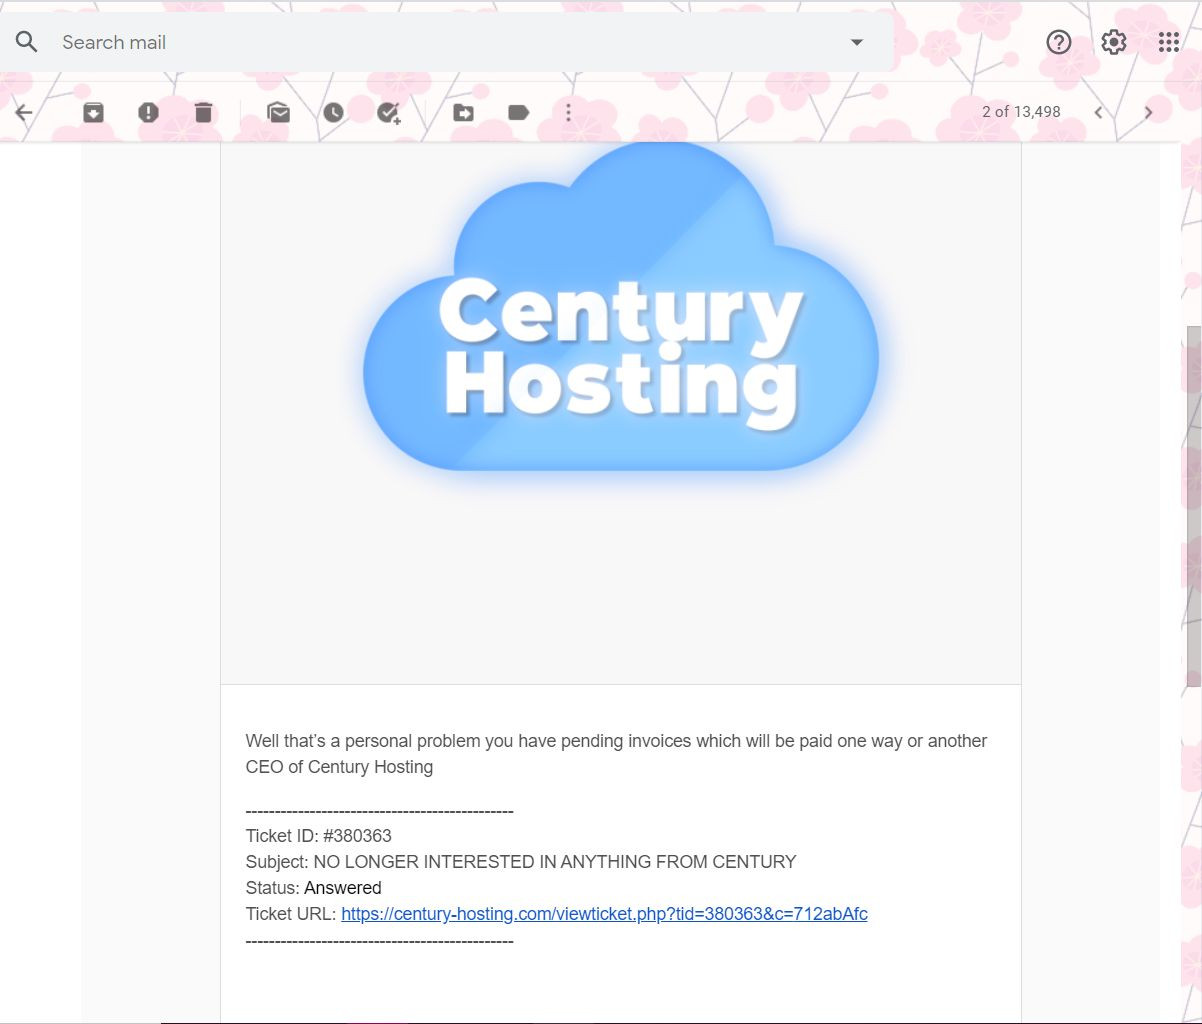 Search mail
2 of 13,498
Century
Hosting
Well that's a personal problem you have pending invoices which will be paid one way or another
CEO of Century Hosting
----------------------------------------------
Ticket ID: #380363
Subject: NO LONGER INTERESTED IN ANYTHING FROM CENTURY
Status: Answered
Ticket URL: https://century-hosting.com/viewticket.php?tid=380363&c=712abAfc
----------------------------------------------